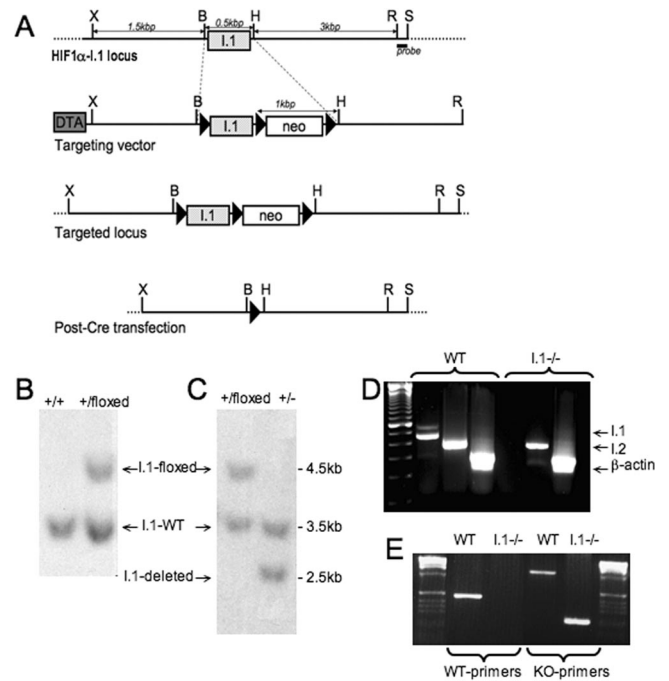 A
X B H R S
1.5kbp 0.5kbp 3kbp
I.1
probe
HIF1α-I.1 locus
X B H R
1kbp
DTA I.1 neo
Targeting vector
X B H R S
I.1 neo
Targeted locus
X B H R S
Post-Cre transfection
B
+/+ +/floxed
C
+/floxed +/-
I.1-floxed
4.5kb
I.1-WT
3.5kb
I.1-deleted
2.5kb
D
WT I.1-/-
I.1
I.2
β-actin
E
WT I.1-/- WT I.1-/-
WT-primers KO-primers